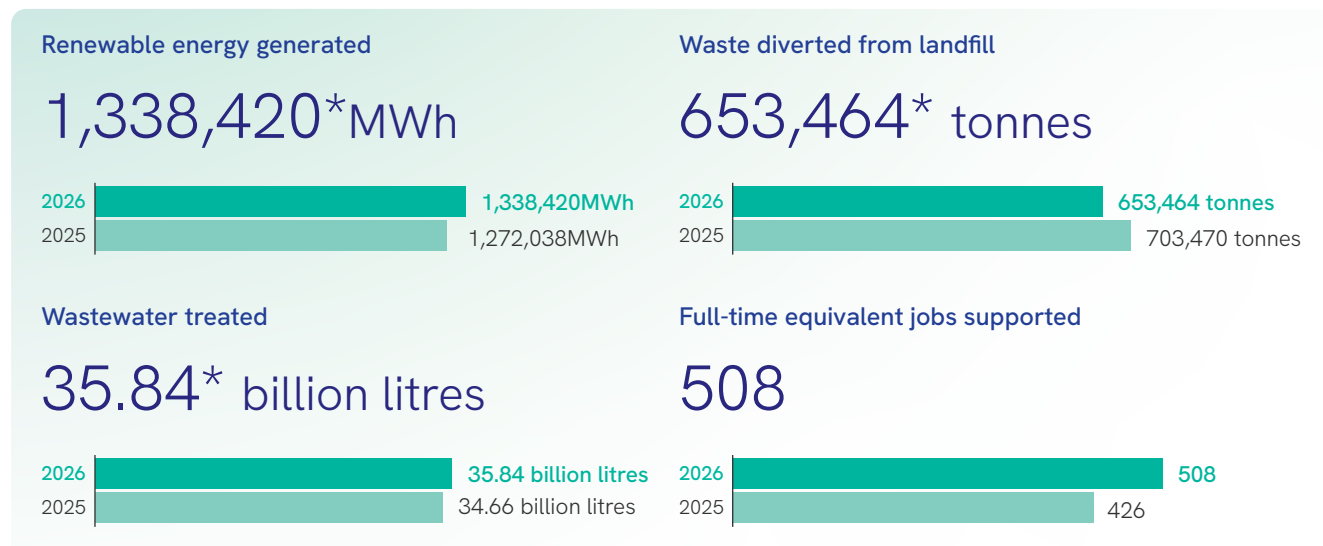 Renewable energy generated
1,338,420*MWh
2026 1,338,420MWh
2025 1,272,038MWh
Waste diverted from landfill
653,464* tonnes
2026 653,464 tonnes
2025 703,470 tonnes
Wastewater treated
35.84* billion litres
2026 35.84 billion litres
2025 34.66 billion litres
Full-time equivalent jobs supported
508
2026 508
2025 426